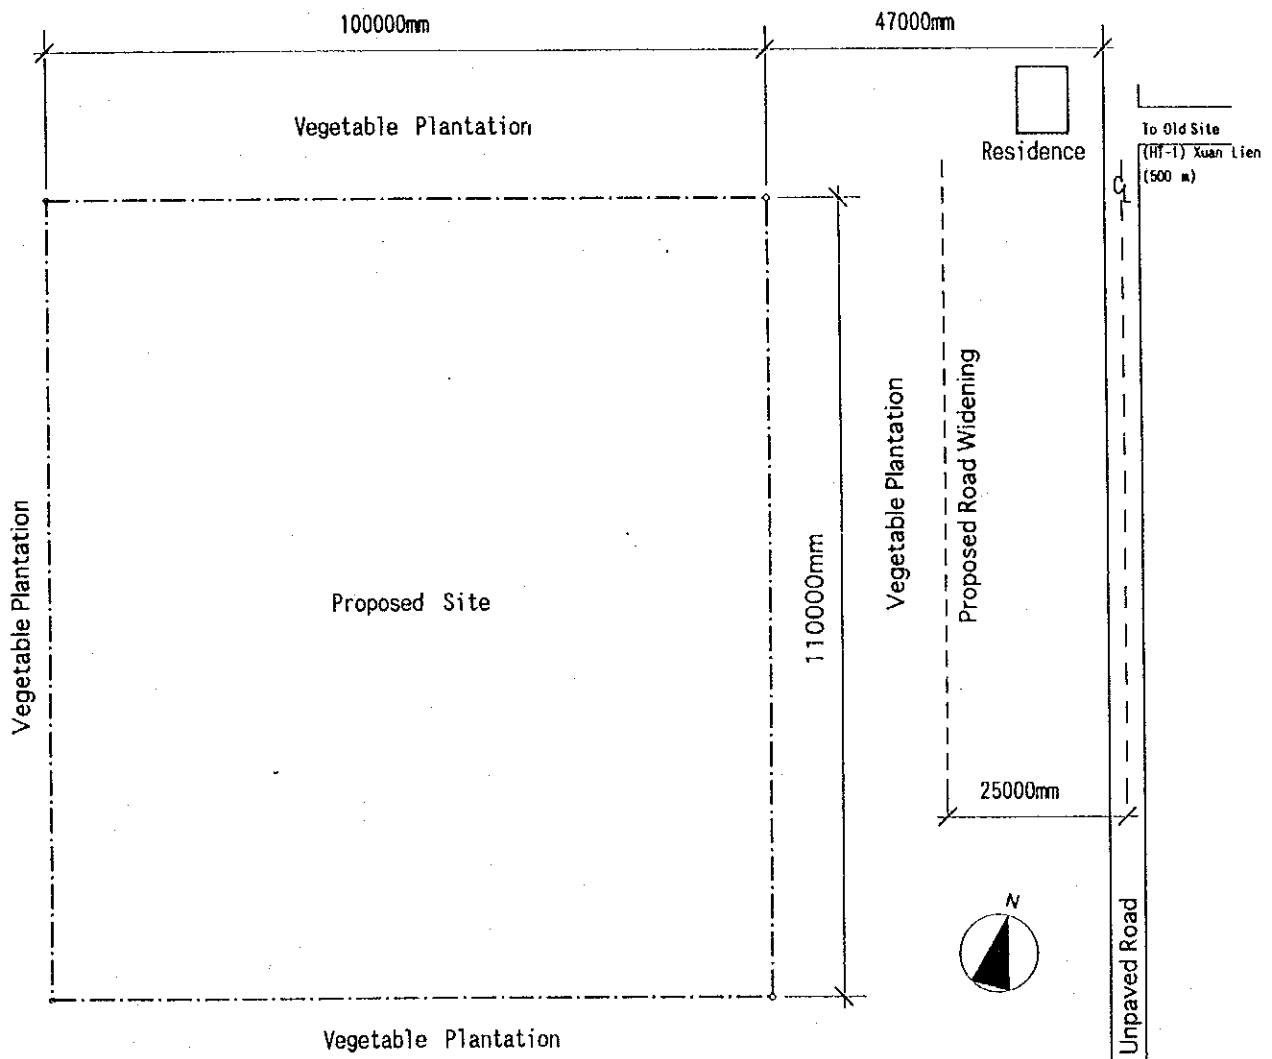 100000mm
47000mm
Vegetable Plantation
Residence
To Old Site
(HT-1) Xuan Lien
(500 m)
CL
Vegetable Plantation
Proposed Site
110000mm
Vegetable Plantation
Proposed Road Widening
25000mm
N
Unpaved Road
Vegetable Plantation